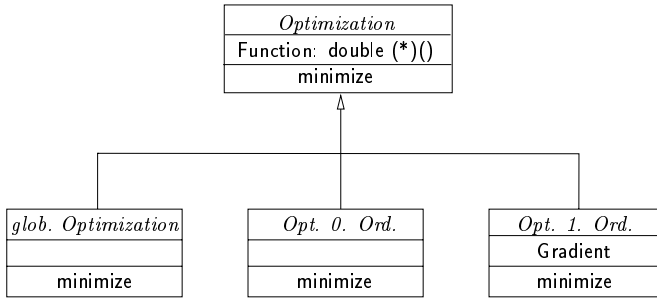 Optimization
Function: double (*)()
minimize
glob. Optimization
minimize
Opt. 0. Ord.
minimize
Opt. 1. Ord.
Gradient
minimize